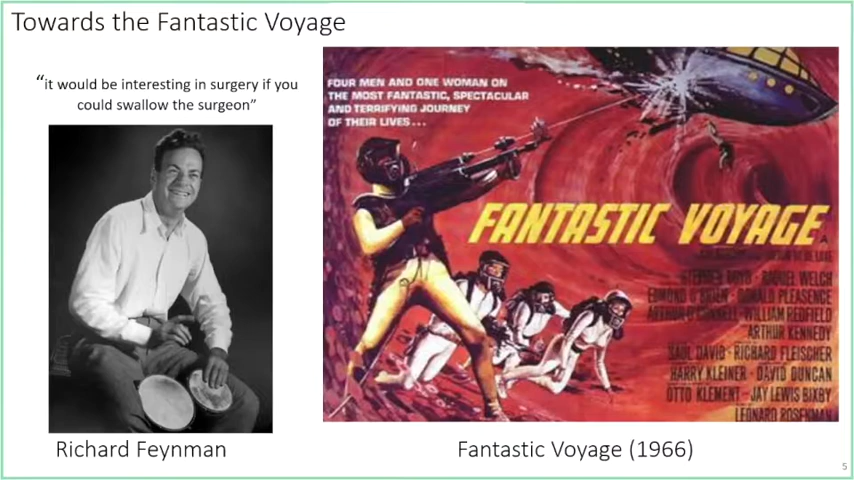 Towards the Fantastic Voyage
“it would be interesting in surgery if you
could swallow the surgeon”
FOUR MEN AND ONE WOMAN ON
THE MOST FANTASTIC, SPECTACULAR
AND TERRIFYING JOURNEY
OF THEIR LIVES...
FANTASTIC VOYAGE
STEPHEN BOYD · RAQUEL WELCH
EDMOND O'BRIEN · DONALD PLEASENCE
ARTHUR O'CONNELL · WILLIAM REDFIELD
ARTHUR KENNEDY
SAUL DAVID · RICHARD FLEISCHER
HARRY KLEINER · DAVID DUNCAN
OTTO KLEMENT · JAY LEWIS BIXBY
LEONARD ROSENMAN
Richard Feynman
Fantastic Voyage (1966)
5